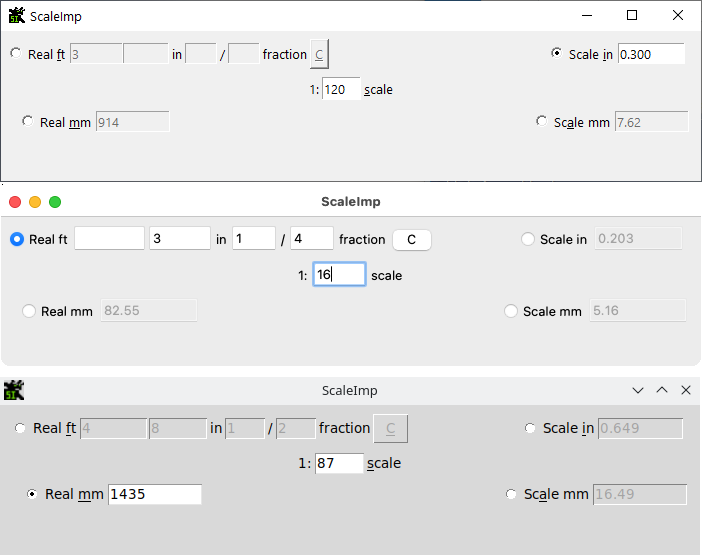 ScaleImp
Real ft 3 in / fraction C Scale in 0.300
1: 120 scale
Real mm 914 Scale mm 7.62
ScaleImp
Real ft 3 in 1 / 4 fraction C Scale in 0.203
1: 16 scale
Real mm 82.55 Scale mm 5.16
SI ScaleImp
Real ft 4 8 in 1 / 2 fraction C Scale in 0.649
1: 87 scale
Real mm 1435 Scale mm 16.49